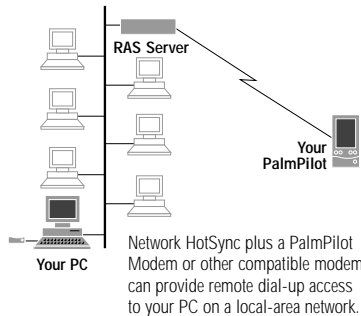 RAS Server
Your
PalmPilot
Your PC
Network HotSync plus a PalmPilot
Modem or other compatible modem
can provide remote dial-up access
to your PC on a local-area network.